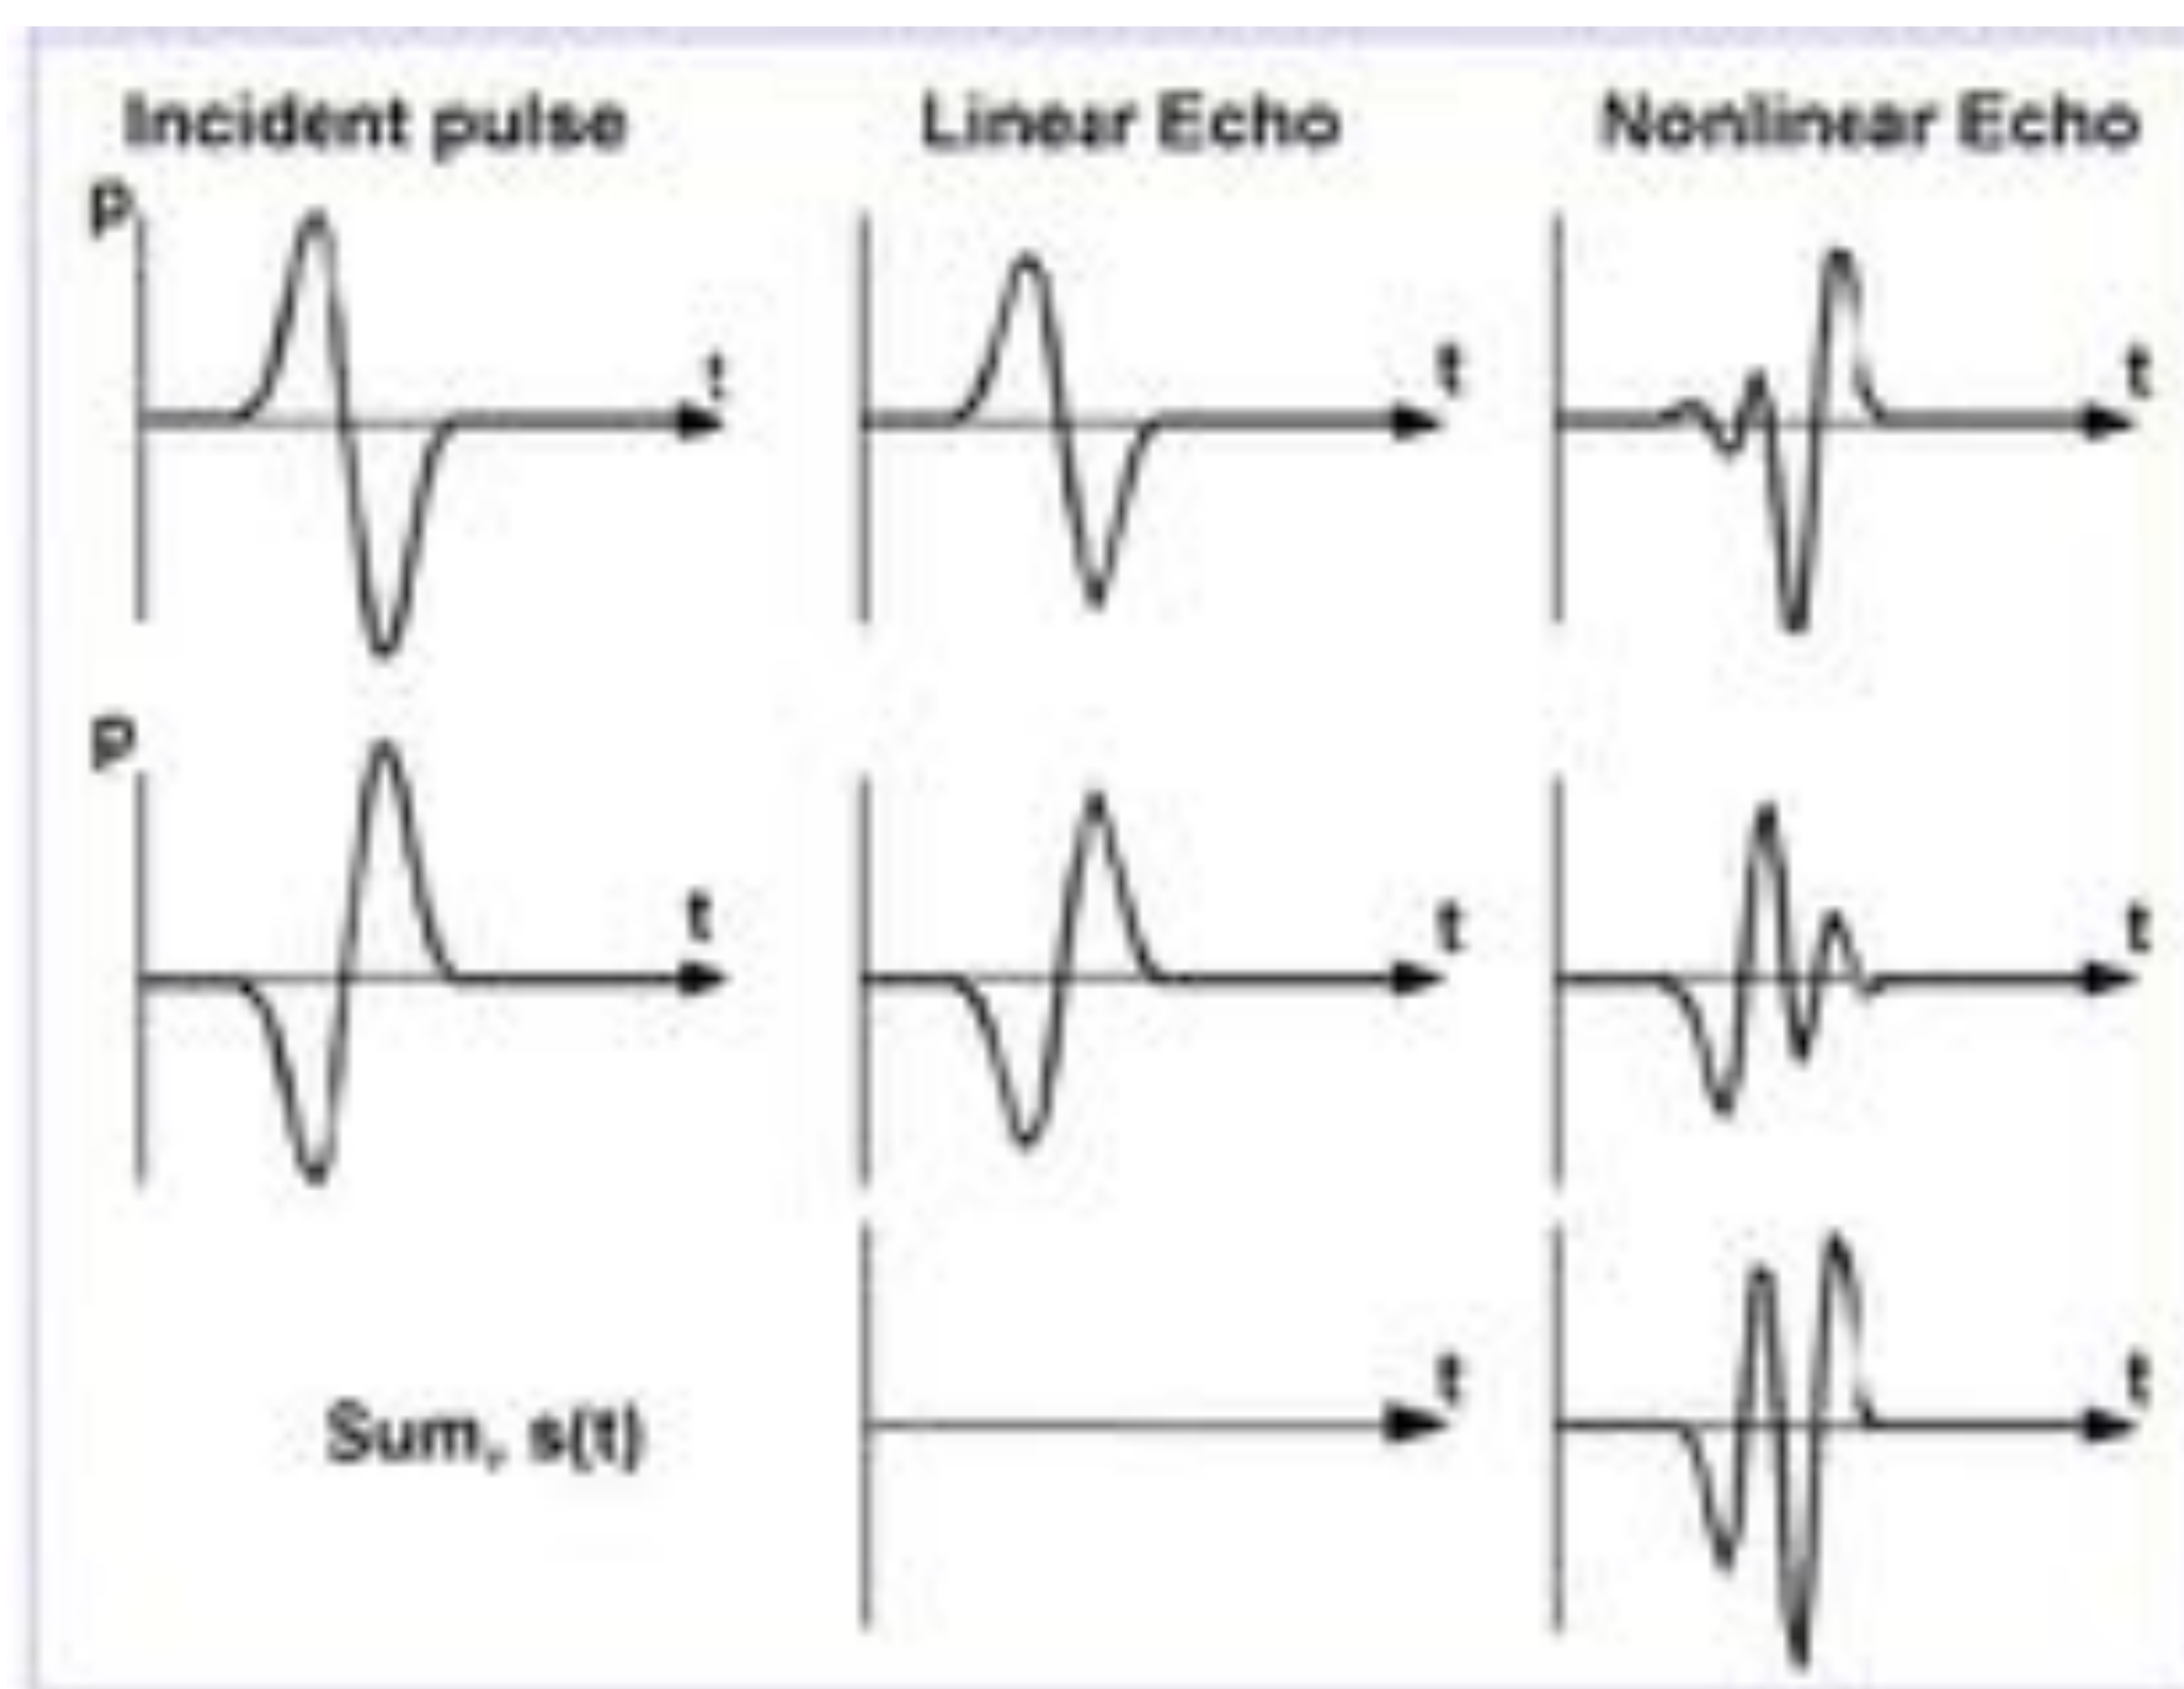 Incident pulse Linear Echo Nonlinear Echo
p
t t t
p
t t t
t t
Sum, s(t)